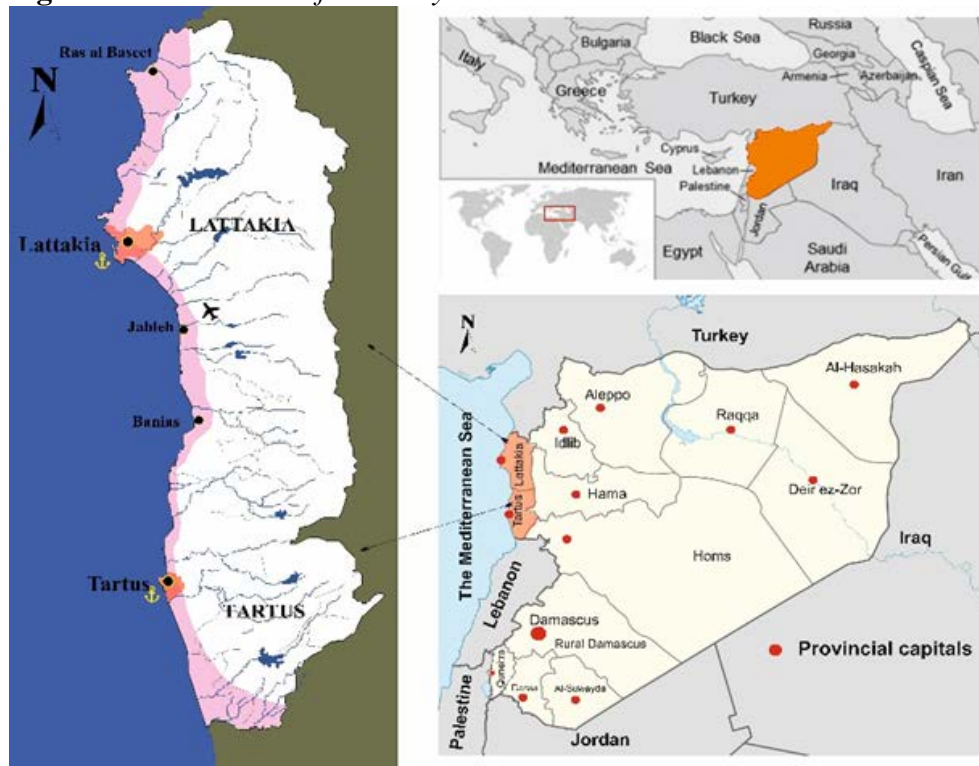 Ras al Baseet
N
LATTAKIA
Lattakia
Jableh
Banias
Tartus
TARTUS
Black Sea
Russia
Bulgaria
Georgia
Caspian Sea
Italy
Armenia
Azerbaijan
Greece
Turkey
Cyprus
Mediterranean Sea
Lebanon
Iraq
Iran
Palestine
Jordan
Egypt
Saudi
Arabia
Persian Gulf
N
Turkey
Al-Hasakah
Aleppo
Raqqa
Idlib
The Mediterranean Sea
Lattakia
Deir ez-Zor
Hama
Tartus
Iraq
Homs
Lebanon
Damascus
Rural Damascus
Provincial capitals
Al-Suwayda
Palestine
Jordan